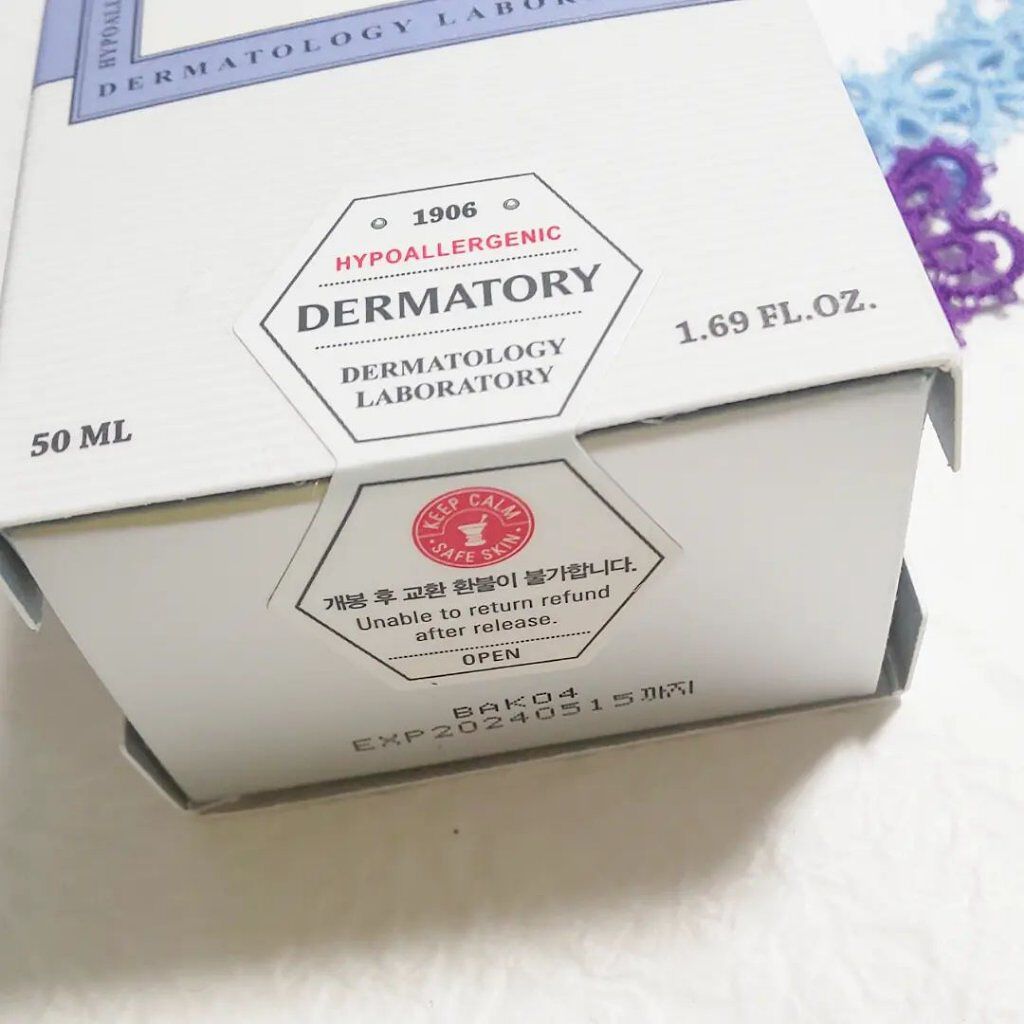 HYPOALL
DERMATOLOGY LABOR
1906
HYPOALLERGENIC
DERMATORY
DERMATOLOGY
LABORATORY
1.69 FL.OZ.
50 ML
KEEP CALM
SAFE SKIN
개봉 후 교환 환불이 불가합니다.
Unable to return refund
after release.
OPEN
BAK04
EXP20240515까지